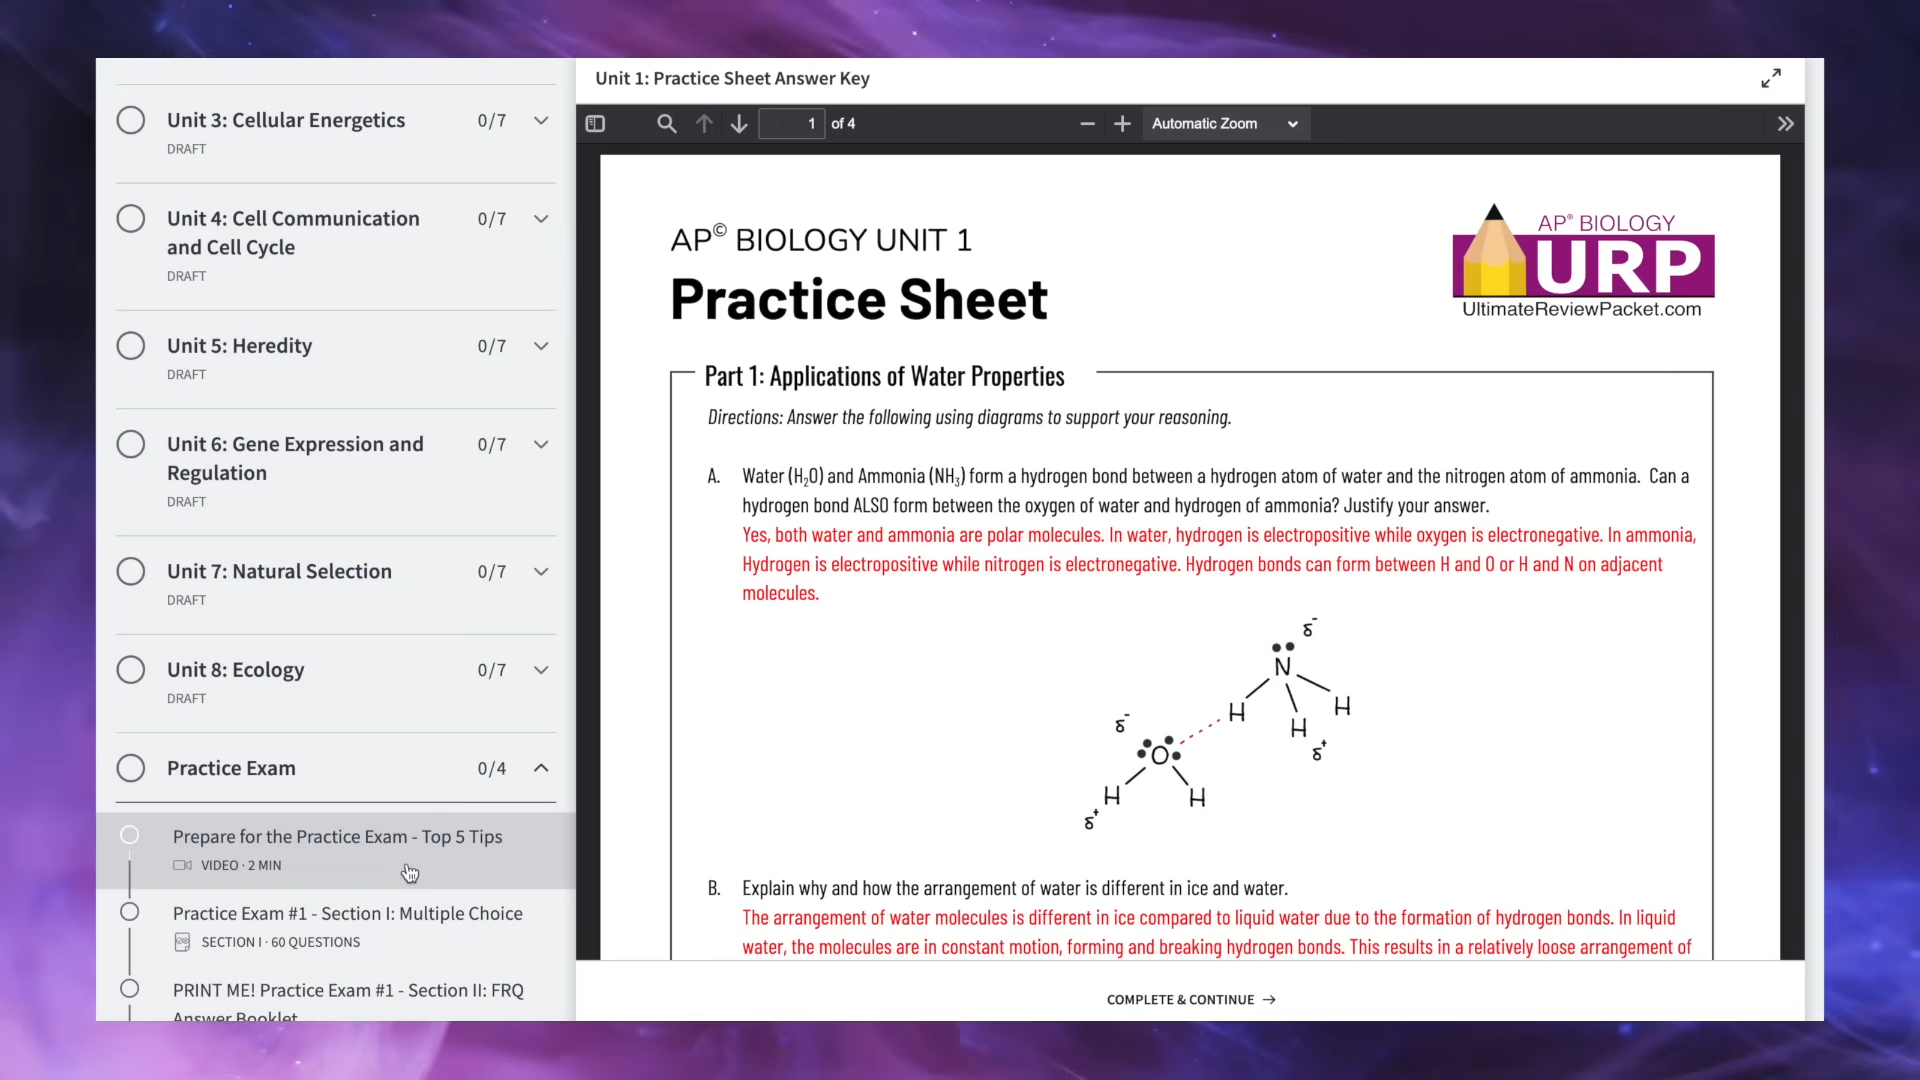 Unit 3: Cellular Energetics 0/7
DRAFT
Unit 4: Cell Communication 0/7
and Cell Cycle
DRAFT
Unit 5: Heredity 0/7
DRAFT
Unit 6: Gene Expression and 0/7
Regulation
DRAFT
Unit 7: Natural Selection 0/7
DRAFT
Unit 8: Ecology 0/7
DRAFT
Practice Exam 0/4
Prepare for the Practice Exam - Top 5 Tips
VIDEO · 2 MIN
Practice Exam #1 - Section I: Multiple Choice
SECTION I · 60 QUESTIONS
PRINT ME! Practice Exam #1 - Section II: FRQ
Answer Booklet
Unit 1: Practice Sheet Answer Key
1 of 4 Automatic Zoom
AP© BIOLOGY UNIT 1
Practice Sheet
AP® BIOLOGY
URP
UltimateReviewPacket.com
Part 1: Applications of Water Properties
Directions: Answer the following using diagrams to support your reasoning.
A. Water (H₂O) and Ammonia (NH₃) form a hydrogen bond between a hydrogen atom of water and the nitrogen atom of ammonia. Can a
hydrogen bond ALSO form between the oxygen of water and hydrogen of ammonia? Justify your answer.
Yes, both water and ammonia are polar molecules. In water, hydrogen is electropositive while oxygen is electronegative. In ammonia,
Hydrogen is electropositive while nitrogen is electronegative. Hydrogen bonds can form between H and O or H and N on adjacent
molecules.
δ⁻
N
H H
H
δ⁺
δ⁻
O
H H
δ⁺
B. Explain why and how the arrangement of water is different in ice and water.
The arrangement of water molecules is different in ice compared to liquid water due to the formation of hydrogen bonds. In liquid
water, the molecules are in constant motion, forming and breaking hydrogen bonds. This results in a relatively loose arrangement of
COMPLETE & CONTINUE →